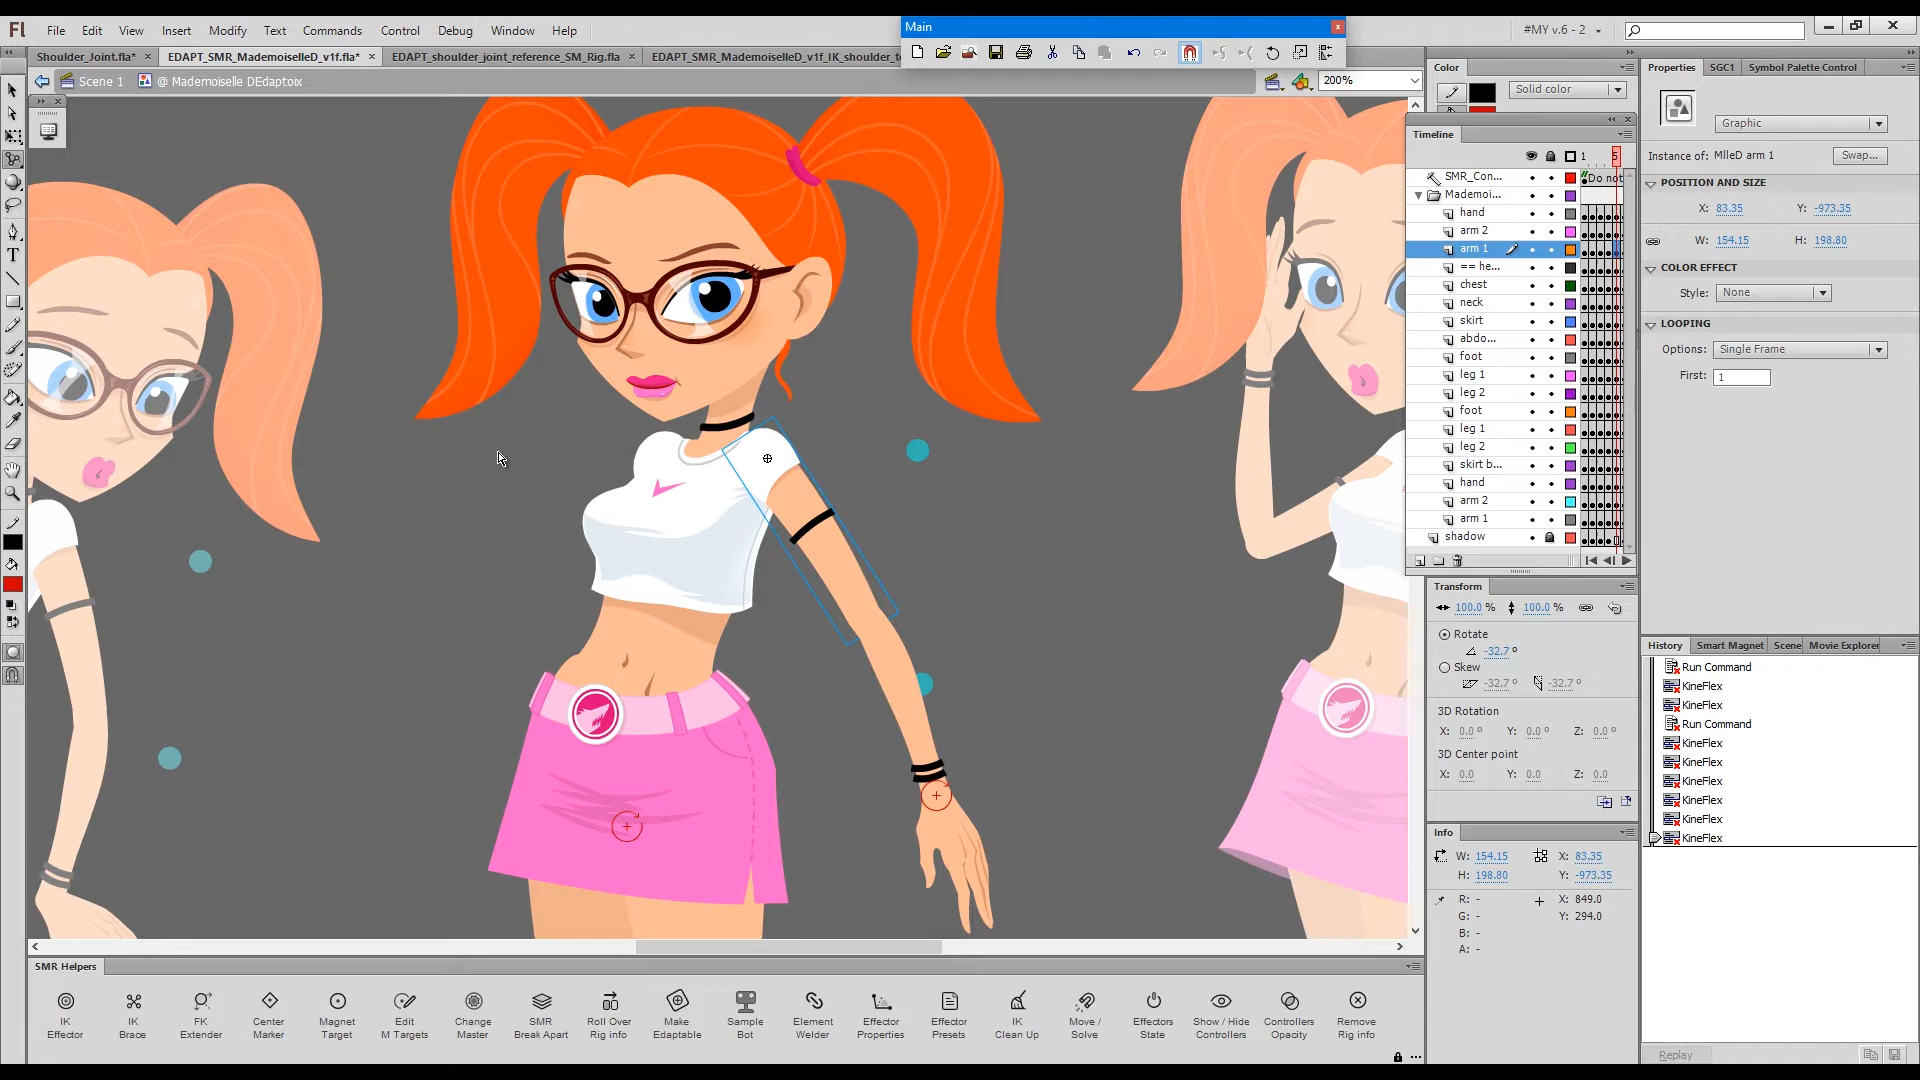 Main
Fl File Edit View Insert Modify Text Commands Control Debug Window Help
#MY v.6 - 2
Shoulder_Joint.fla* × EDAPT_SMR_MademoiselleD_v1f.fla* × EDAPT_shoulder_joint_reference_SM_Rig.fla × EDAPT_SMR_MademoiselleD_v1f_IK_shoulder_t
Scene 1 @ Mademoiselle DEdaptoix
200%
Color
Solid color
Timeline
1 5
SMR_Con... Do not
Mademoi...
hand
arm 2
arm 1
== he...
chest
neck
skirt
abdo...
foot
leg 1
leg 2
foot
leg 1
leg 2
skirt b...
hand
arm 2
arm 1
shadow
Transform
100.0 % 100.0 %
Rotate
-32.7 °
Skew
-32.7 ° -32.7 °
3D Rotation
X: 0.0 ° Y: 0.0 ° Z: 0.0 °
3D Center point
X: 0.0 Y: 0.0 Z: 0.0
Info
W: 154.15 X: 83.35
H: 198.80 Y: -973.35
R: - X: 849.0
G: - Y: 294.0
B: -
A: -
Properties SGC1 Symbol Palette Control
Graphic
Instance of: MlleD arm 1 Swap...
POSITION AND SIZE
X: 83.35 Y: -973.35
W: 154.15 H: 198.80
COLOR EFFECT
Style: None
LOOPING
Options: Single Frame
First: 1
History Smart Magnet Scene Movie Explorer
Run Command
KineFlex
KineFlex
Run Command
KineFlex
KineFlex
KineFlex
KineFlex
KineFlex
KineFlex
Replay
SMR Helpers
IK Effector
IK Brace
FK Extender
Center Marker
Magnet Target
Edit M Targets
Change Master
SMR Break Apart
Roll Over Rig info
Make Edaptable
Sample Bot
Element Welder
Effector Properties
Effector Presets
IK Clean Up
Move / Solve
Effectors State
Show / Hide Controllers
Controllers Opacity
Remove Rig info